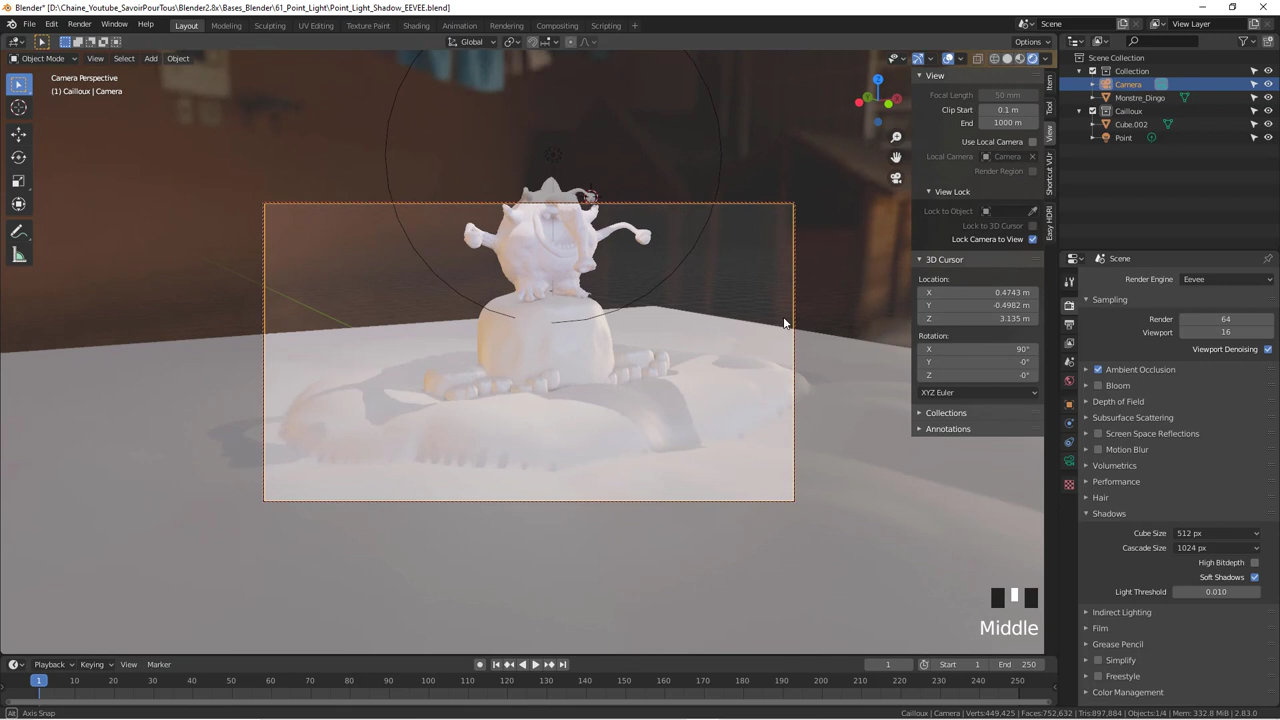 Blender* [D:\Chaine_Youtube_SavoirPourTous\Blender2.8x\Bases_Blender\61_Point_Light\Point_Light_Shadow_EEVEE.blend]
File Edit Render Window Help Layout Modeling Sculpting UV Editing Texture Paint Shading Animation Rendering Compositing Scripting + Scene View Layer
Global Options
Object Mode View Select Add Object
Camera Perspective
(1) Cailloux | Camera
View
Focal Length 50 mm
Clip Start 0.1 m
End 1000 m
Use Local Camera
Local Camera Camera
Render Region
View Lock
Lock to Object
Lock to 3D Cursor
Lock Camera to View
3D Cursor
Location:
X 0.4743 m
Y -0.4982 m
Z 3.135 m
Rotation:
X 90°
Y -0°
Z -0°
XYZ Euler
Collections
Annotations
Item
Tool
View
Shortcut VUr
Easy HDRI
Z
Scene Collection
Collection
Camera
Monstre_Dingo
Cailloux
Cube.002
Point
Scene
Render Engine Eevee
Sampling
Render 64
Viewport 16
Viewport Denoising
Ambient Occlusion
Bloom
Depth of Field
Subsurface Scattering
Screen Space Reflections
Motion Blur
Volumetrics
Performance
Hair
Shadows
Cube Size 512 px
Cascade Size 1024 px
High Bitdepth
Soft Shadows
Light Threshold 0.010
Indirect Lighting
Film
Grease Pencil
Simplify
Freestyle
Color Management
Middle
Playback Keying View Marker 1 Start 1 End 250
1 10 20 30 40 50 60 70 80 90 100 110 120 130 140 150 160 170 180 190 200 210 220 230 240 250
Alt Axis Snap Cailloux | Camera | Verts:449,425 | Faces:752,632 | Tris:897,884 | Objects:1/4 | Mem: 332.8 MiB | 2.83.0